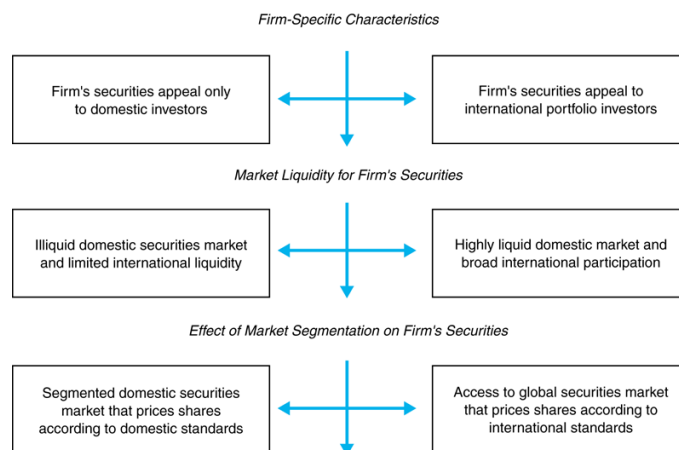 Firm-Specific Characteristics
Firm's securities appeal only
to domestic investors
Firm's securities appeal to
international portfolio investors
Market Liquidity for Firm's Securities
Illiquid domestic securities market
and limited international liquidity
Highly liquid domestic market and
broad international participation
Effect of Market Segmentation on Firm's Securities
Segmented domestic securities
market that prices shares
according to domestic standards
Access to global securities market
that prices shares according to
international standards